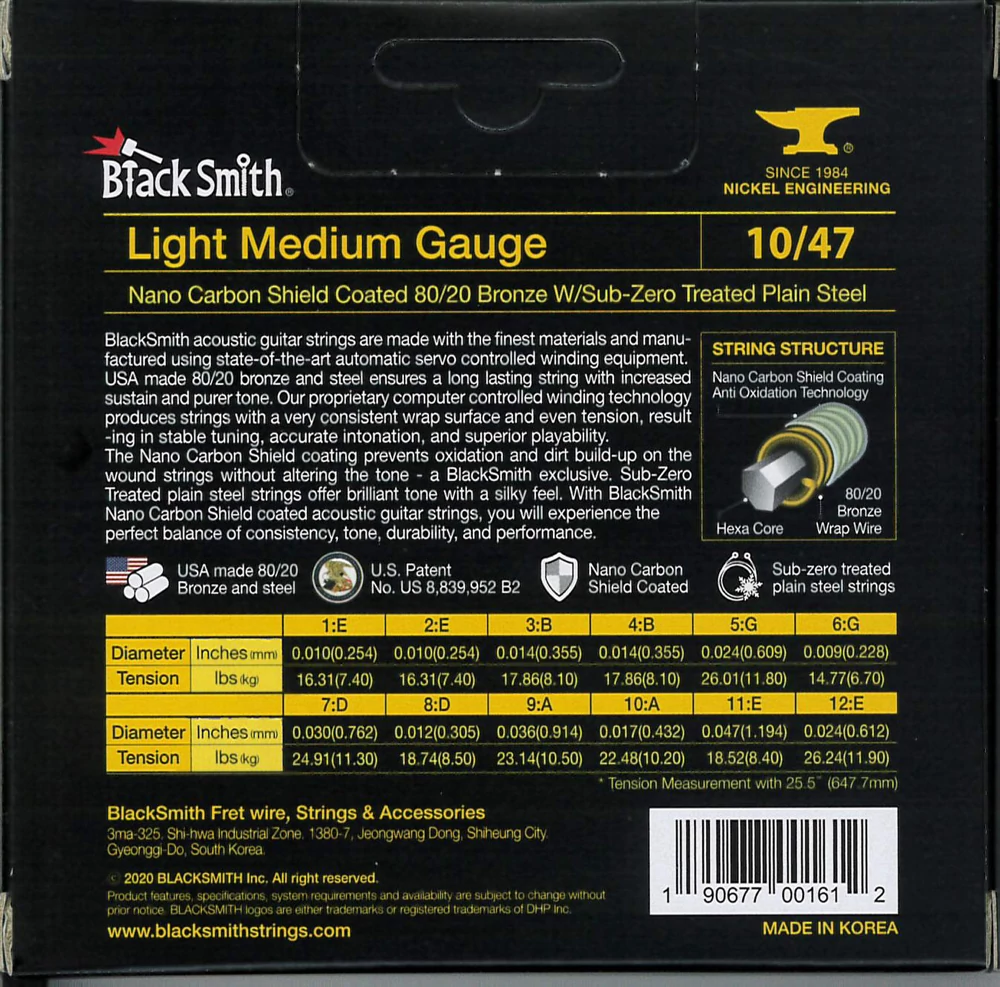 Black Smith®
®
SINCE 1984
NICKEL ENGINEERING
Light Medium Gauge
10/47
Nano Carbon Shield Coated 80/20 Bronze W/Sub-Zero Treated Plain Steel
BlackSmith acoustic guitar strings are made with the finest materials and manu-
factured using state-of-the-art automatic servo controlled winding equipment.
USA made 80/20 bronze and steel ensures a long lasting string with increased
sustain and purer tone. Our proprietary computer controlled winding technology
produces strings with a very consistent wrap surface and even tension, result
-ing in stable tuning, accurate intonation, and superior playability.
The Nano Carbon Shield coating prevents oxidation and dirt build-up on the
wound strings without altering the tone - a BlackSmith exclusive. Sub-Zero
Treated plain steel strings offer brilliant tone with a silky feel. With BlackSmith
Nano Carbon Shield coated acoustic guitar strings, you will experience the
perfect balance of consistency, tone, durability, and performance.
STRING STRUCTURE
Nano Carbon Shield Coating
Anti Oxidation Technology
80/20
Bronze
Wrap Wire
Hexa Core
USA made 80/20
Bronze and steel
U.S. Patent
No. US 8,839,952 B2
Nano Carbon
Shield Coated
Sub-zero treated
plain steel strings
1:E 2:E 3:B 4:B 5:G 6:G
Diameter Inches (mm) 0.010(0.254) 0.010(0.254) 0.014(0.355) 0.014(0.355) 0.024(0.609) 0.009(0.228)
Tension lbs (kg) 16.31(7.40) 16.31(7.40) 17.86(8.10) 17.86(8.10) 26.01(11.80) 14.77(6.70)
7:D 8:D 9:A 10:A 11:E 12:E
Diameter Inches (mm) 0.030(0.762) 0.012(0.305) 0.036(0.914) 0.017(0.432) 0.047(1.194) 0.024(0.612)
Tension lbs (kg) 24.91(11.30) 18.74(8.50) 23.14(10.50) 22.48(10.20) 18.52(8.40) 26.24(11.90)
* Tension Measurement with 25.5" (647.7mm)
BlackSmith Fret wire, Strings & Accessories
3ma-325. Shi-hwa Industrial Zone. 1380-7, Jeongwang Dong, Shiheung City.
Gyeonggi-Do, South Korea.
© 2020 BLACKSMITH Inc. All right reserved.
Product features, specifications, system requirements and availability are subject to change without
prior notice. BLACKSMITH logos are either trademarks or registered trademarks of DHP Inc.
www.blacksmithstrings.com
1 90677 00161 2
MADE IN KOREA